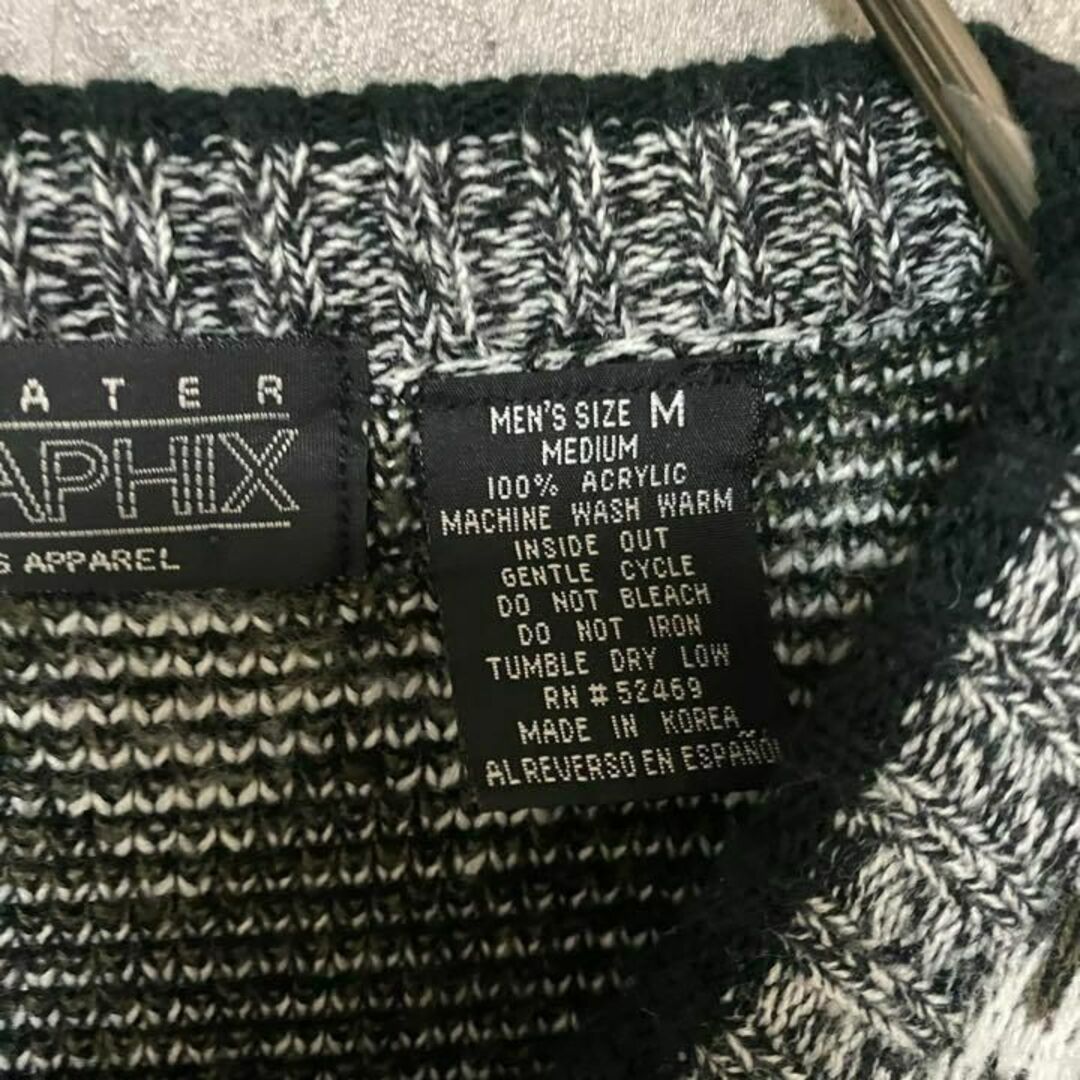 ATER
APHIX
S APPAREL
MEN'S SIZE M
MEDIUM
100% ACRYLIC
MACHINE WASH WARM
INSIDE OUT
GENTLE CYCLE
DO NOT BLEACH
DO NOT IRON
TUMBLE DRY LOW
RN #52469
MADE IN KOREA
AL REVERSO EN ESPAÑOL